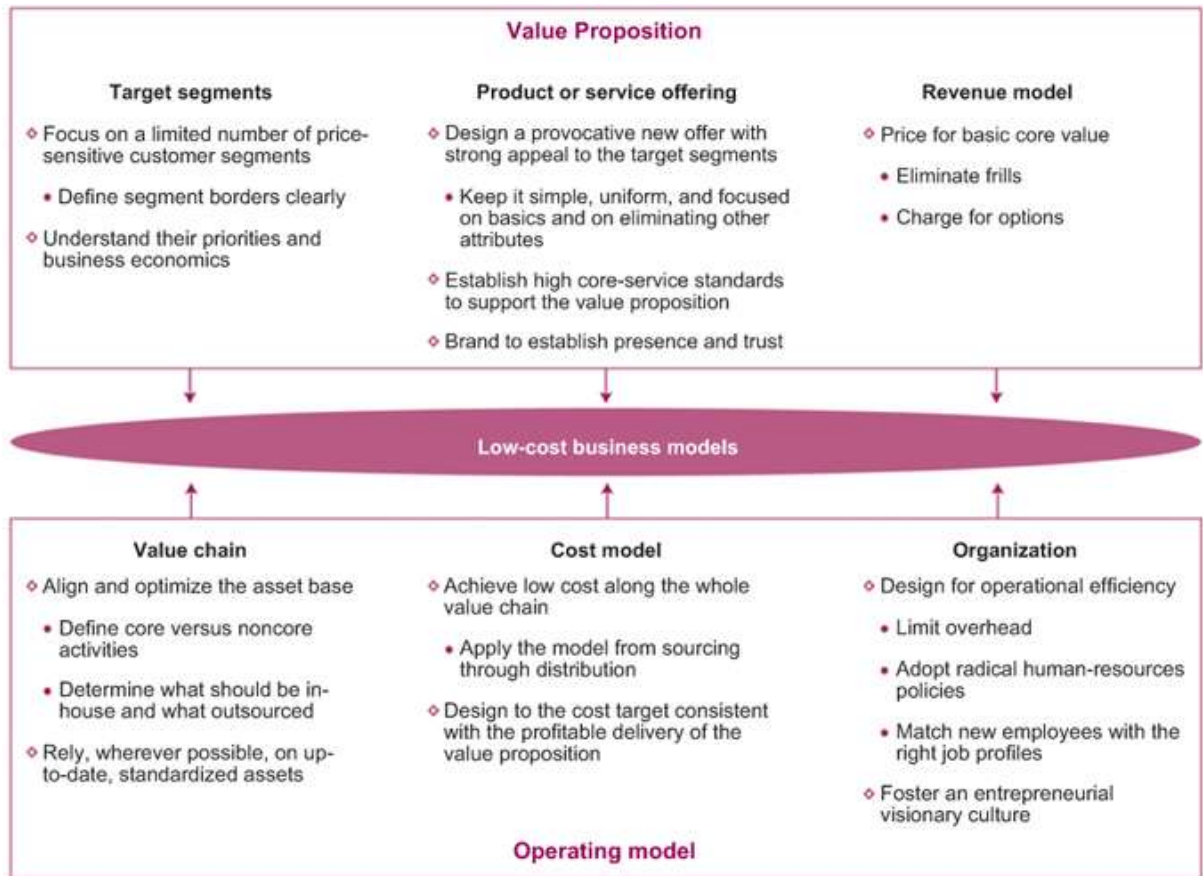 Value Proposition
Target segments
Focus on a limited number of price-
sensitive customer segments
Define segment borders clearly
Understand their priorities and
business economics
Product or service offering
Design a provocative new offer with
strong appeal to the target segments
Keep it simple, uniform, and focused
on basics and on eliminating other
attributes
Establish high core-service standards
to support the value proposition
Brand to establish presence and trust
Revenue model
Price for basic core value
Eliminate frills
Charge for options
Low-cost business models
Value chain
Align and optimize the asset base
Define core versus noncore
activities
Determine what should be in-
house and what outsourced
Rely, wherever possible, on up-
to-date, standardized assets
Cost model
Achieve low cost along the whole
value chain
Apply the model from sourcing
through distribution
Design to the cost target consistent
with the profitable delivery of the
value proposition
Organization
Design for operational efficiency
Limit overhead
Adopt radical human-resources
policies
Match new employees with the
right job profiles
Foster an entrepreneurial
visionary culture
Operating model